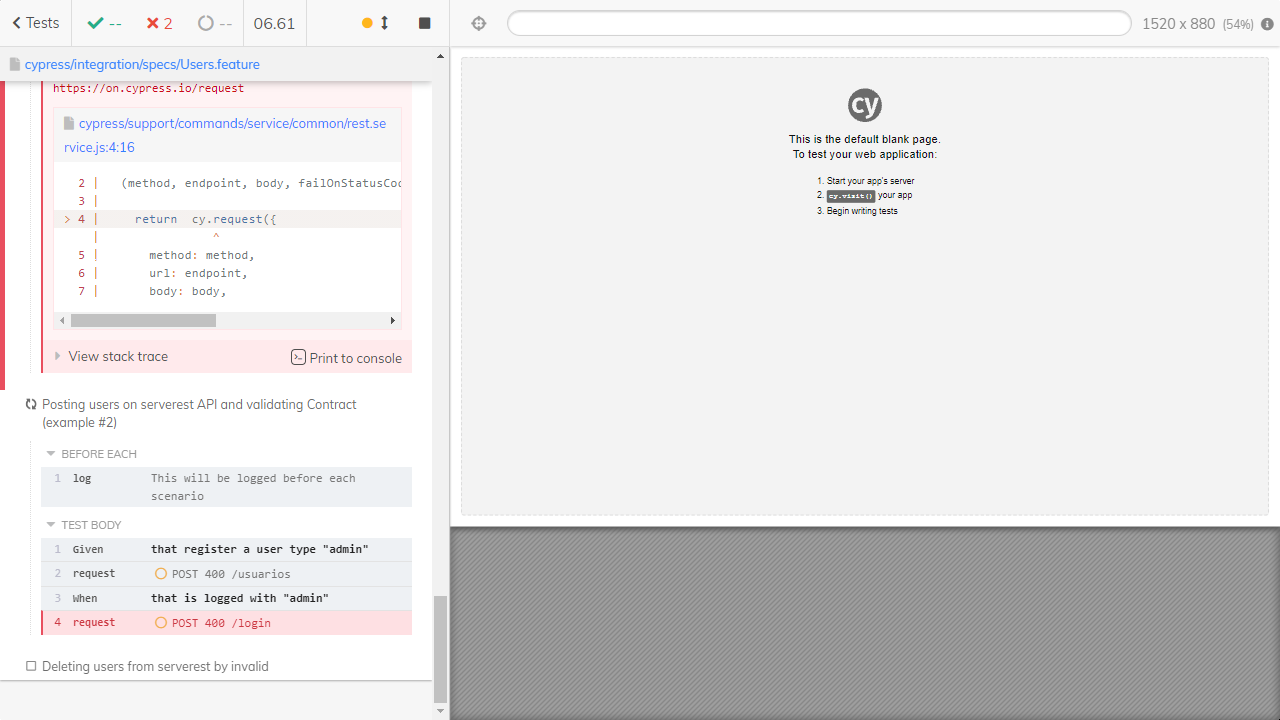 Tests
--
2
--
06.61
1520 x 880 (54%)
cypress/integration/specs/Users.feature
https://on.cypress.io/request
cypress/support/commands/service/common/rest.se
rvice.js:4:16
2 | (method, endpoint, body, failOnStatusCod
3 |
> 4 | return cy.request({
| ^
5 | method: method,
6 | url: endpoint,
7 | body: body,
View stack trace
Print to console
Posting users on serverest API and validating Contract
(example #2)
BEFORE EACH
1 log This will be logged before each
scenario
TEST BODY
1 Given that register a user type "admin"
2 request POST 400 /usuarios
3 When that is logged with "admin"
4 request POST 400 /login
Deleting users from serverest by invalid
cy
This is the default blank page.
To test your web application:
1. Start your app's server
2. cy.visit() your app
3. Begin writing tests